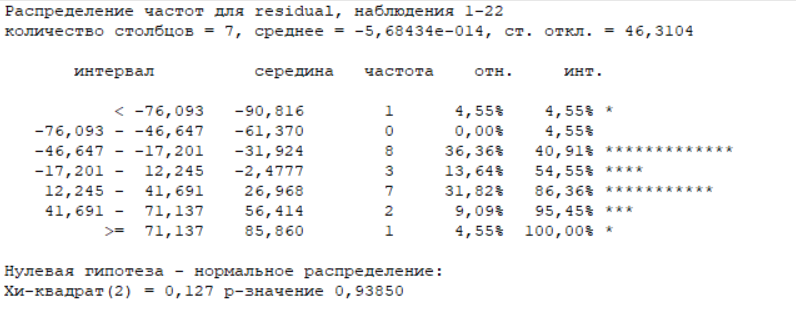 Распределение частот для residual, наблюдения 1-22
количество столбцов = 7, среднее = -5,68434e-014, ст. откл. = 46,3104
интервал середина частота отн. инт.
< -76,093 -90,816 1 4,55% 4,55% *
-76,093 - -46,647 -61,370 0 0,00% 4,55%
-46,647 - -17,201 -31,924 8 36,36% 40,91% *************
-17,201 - 12,245 -2,4777 3 13,64% 54,55% ****
12,245 - 41,691 26,968 7 31,82% 86,36% ***********
41,691 - 71,137 56,414 2 9,09% 95,45% ***
>= 71,137 85,860 1 4,55% 100,00% *
Нулевая гипотеза - нормальное распределение:
Хи-квадрат(2) = 0,127 р-значение 0,93850